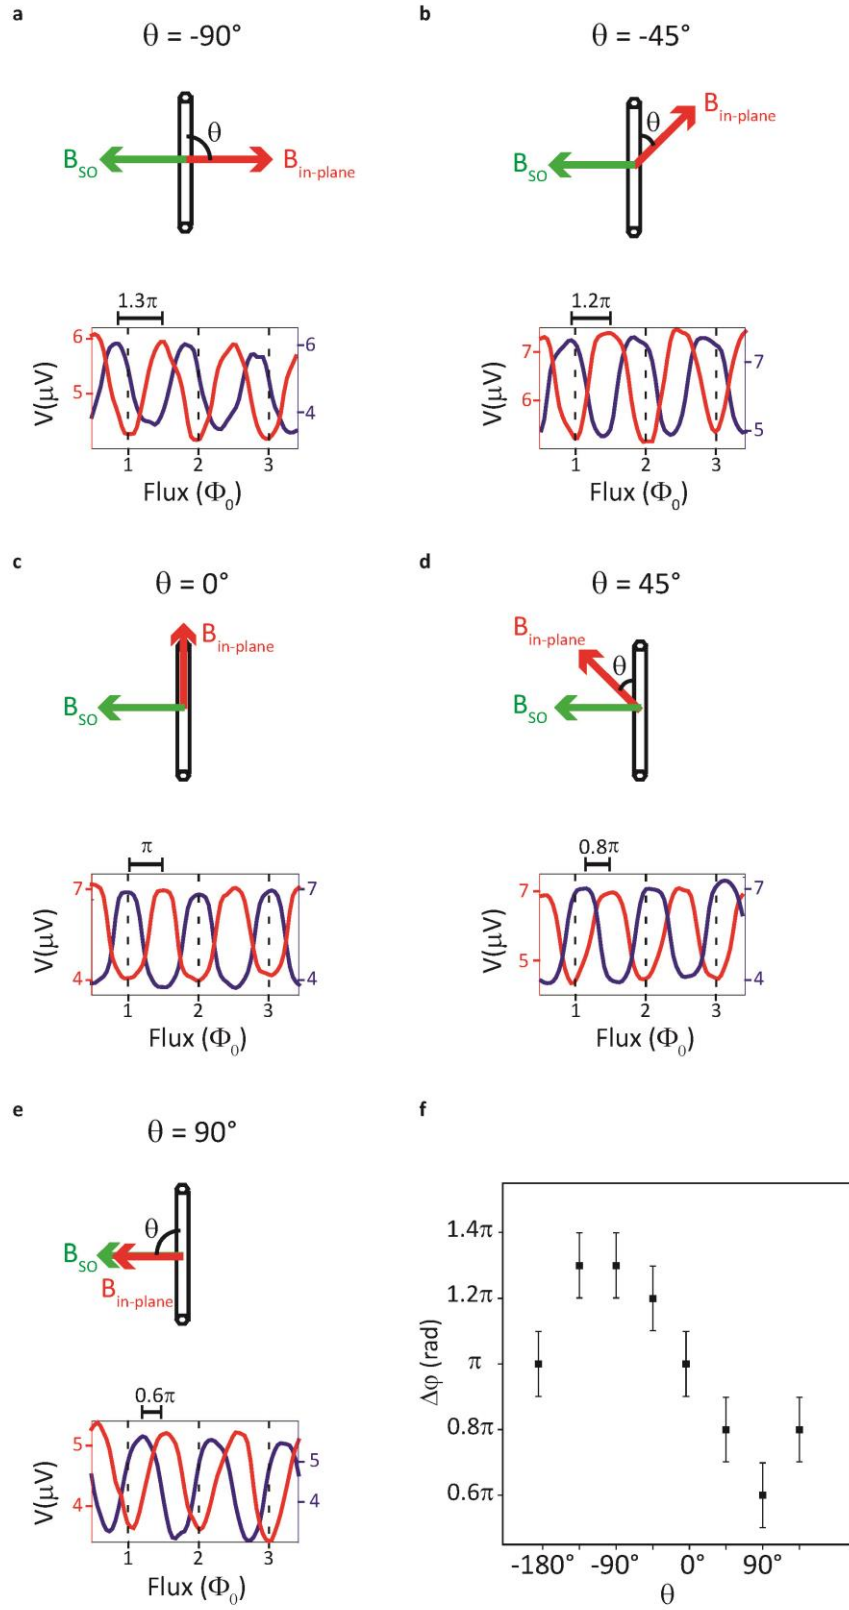 a
θ = -90°
θ
B_SO
B_in-plane
1.3π
6
5
V(μV)
6
4
1
2
3
Flux (Φ_0)
b
θ = -45°
θ
B_SO
B_in-plane
1.2π
7
6
V(μV)
7
5
1
2
3
Flux (Φ_0)
c
θ = 0°
B_in-plane
B_SO
π
7
4
V(μV)
7
4
1
2
3
Flux (Φ_0)
d
θ = 45°
B_in-plane
θ
B_SO
0.8π
7
5
V(μV)
7
4
1
2
3
Flux (Φ_0)
e
θ = 90°
θ
B_SO
B_in-plane
0.6π
5
4
V(μV)
5
4
1
2
3
Flux (Φ_0)
f
1.4π
1.2π
π
0.8π
0.6π
Δφ (rad)
-180°
-90°
0°
90°
θ